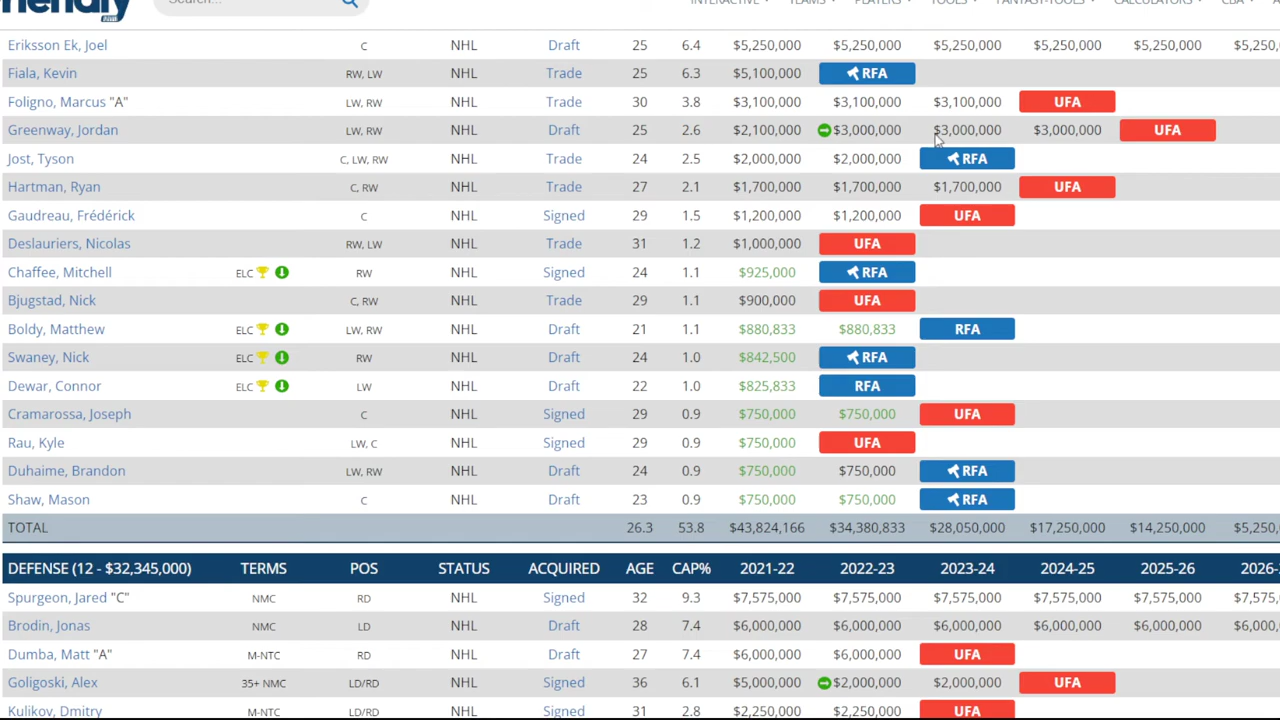 Search...
INTERACTIVE TEAMS PLAYERS TOOLS FANTASY-TOOLS CALCULATORS CBA
Eriksson Ek, Joel C NHL Draft 25 6.4 $5,250,000 $5,250,000 $5,250,000 $5,250,000 $5,250,000 $5,250,
Fiala, Kevin RW, LW NHL Trade 25 6.3 $5,100,000 RFA
Foligno, Marcus "A" LW, RW NHL Trade 30 3.8 $3,100,000 $3,100,000 $3,100,000 UFA
Greenway, Jordan LW, RW NHL Draft 25 2.6 $2,100,000 $3,000,000 $3,000,000 $3,000,000 UFA
Jost, Tyson C, LW, RW NHL Trade 24 2.5 $2,000,000 $2,000,000 RFA
Hartman, Ryan C, RW NHL Signed 27 2.1 $1,700,000 $1,700,000 $1,700,000 UFA
Gaudreau, Frédérick C NHL Signed 29 1.5 $1,200,000 $1,200,000 UFA
Deslauriers, Nicolas RW, LW NHL Trade 31 1.2 $1,000,000 UFA
Chaffee, Mitchell ELC RW NHL Signed 24 1.1 $925,000 RFA
Bjugstad, Nick C, RW NHL Trade 29 1.1 $900,000 UFA
Boldy, Matthew ELC LW, RW NHL Draft 21 1.1 $880,833 $880,833 RFA
Swaney, Nick ELC RW NHL Draft 24 1.0 $842,500 RFA
Dewar, Connor ELC LW NHL Draft 22 1.0 $825,833 RFA
Cramarossa, Joseph C NHL Signed 29 0.9 $750,000 $750,000 UFA
Rau, Kyle LW, C NHL Signed 29 0.9 $750,000 UFA
Duhaime, Brandon LW, RW NHL Draft 24 0.9 $750,000 $750,000 RFA
Shaw, Mason C NHL Draft 23 0.9 $750,000 $750,000 RFA
TOTAL 26.3 53.8 $43,824,166 $34,380,833 $28,050,000 $17,250,000 $14,250,000 $5,250,
DEFENSE (12 - $32,345,000) TERMS POS STATUS ACQUIRED AGE CAP% 2021-22 2022-23 2023-24 2024-25 2025-26 2026-
Spurgeon, Jared "C" NMC RD NHL Signed 32 9.3 $7,575,000 $7,575,000 $7,575,000 $7,575,000 $7,575,000 $7,575,
Brodin, Jonas NMC LD NHL Draft 28 7.4 $6,000,000 $6,000,000 $6,000,000 $6,000,000 $6,000,000 $6,000,
Dumba, Matt "A" M-NTC RD NHL Draft 27 7.4 $6,000,000 $6,000,000 UFA
Goligoski, Alex 35+ NMC LD/RD NHL Signed 36 6.1 $5,000,000 $2,000,000 $2,000,000 UFA
Kulikov, Dmitry M-NTC LD/RD NHL Signed 31 2.8 $2,250,000 $2,250,000 UFA